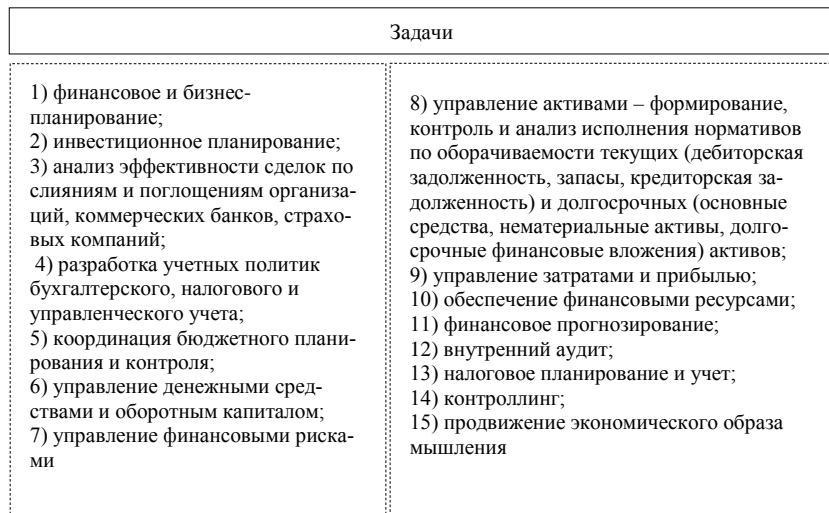 Задачи
1) финансовое и бизнес-
планирование;
2) инвестиционное планирование;
3) анализ эффективности сделок по
слияниям и поглощениям организа-
ций, коммерческих банков, страхо-
вых компаний;
4) разработка учетных политик
бухгалтерского, налогового и
управленческого учета;
5) координация бюджетного плани-
рования и контроля;
6) управление денежными сред-
ствами и оборотным капиталом;
7) управление финансовыми риска-
ми
8) управление активами – формирование,
контроль и анализ исполнения нормативов
по оборачиваемости текущих (дебиторская
задолженность, запасы, кредиторская за-
долженность) и долгосрочных (основные
средства, нематериальные активы, долго-
срочные финансовые вложения) активов;
9) управление затратами и прибылью;
10) обеспечение финансовыми ресурсами;
11) финансовое прогнозирование;
12) внутренний аудит;
13) налоговое планирование и учет;
14) контроллинг;
15) продвижение экономического образа
мышления